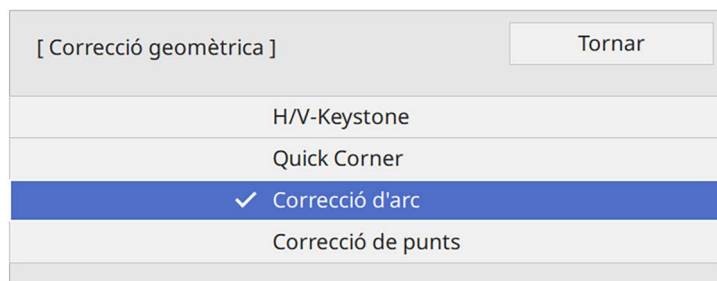 [ Correcció geomètrica ]
Tornar
H/V-Keystone
Quick Corner
Correcció d'arc
Correcció de punts